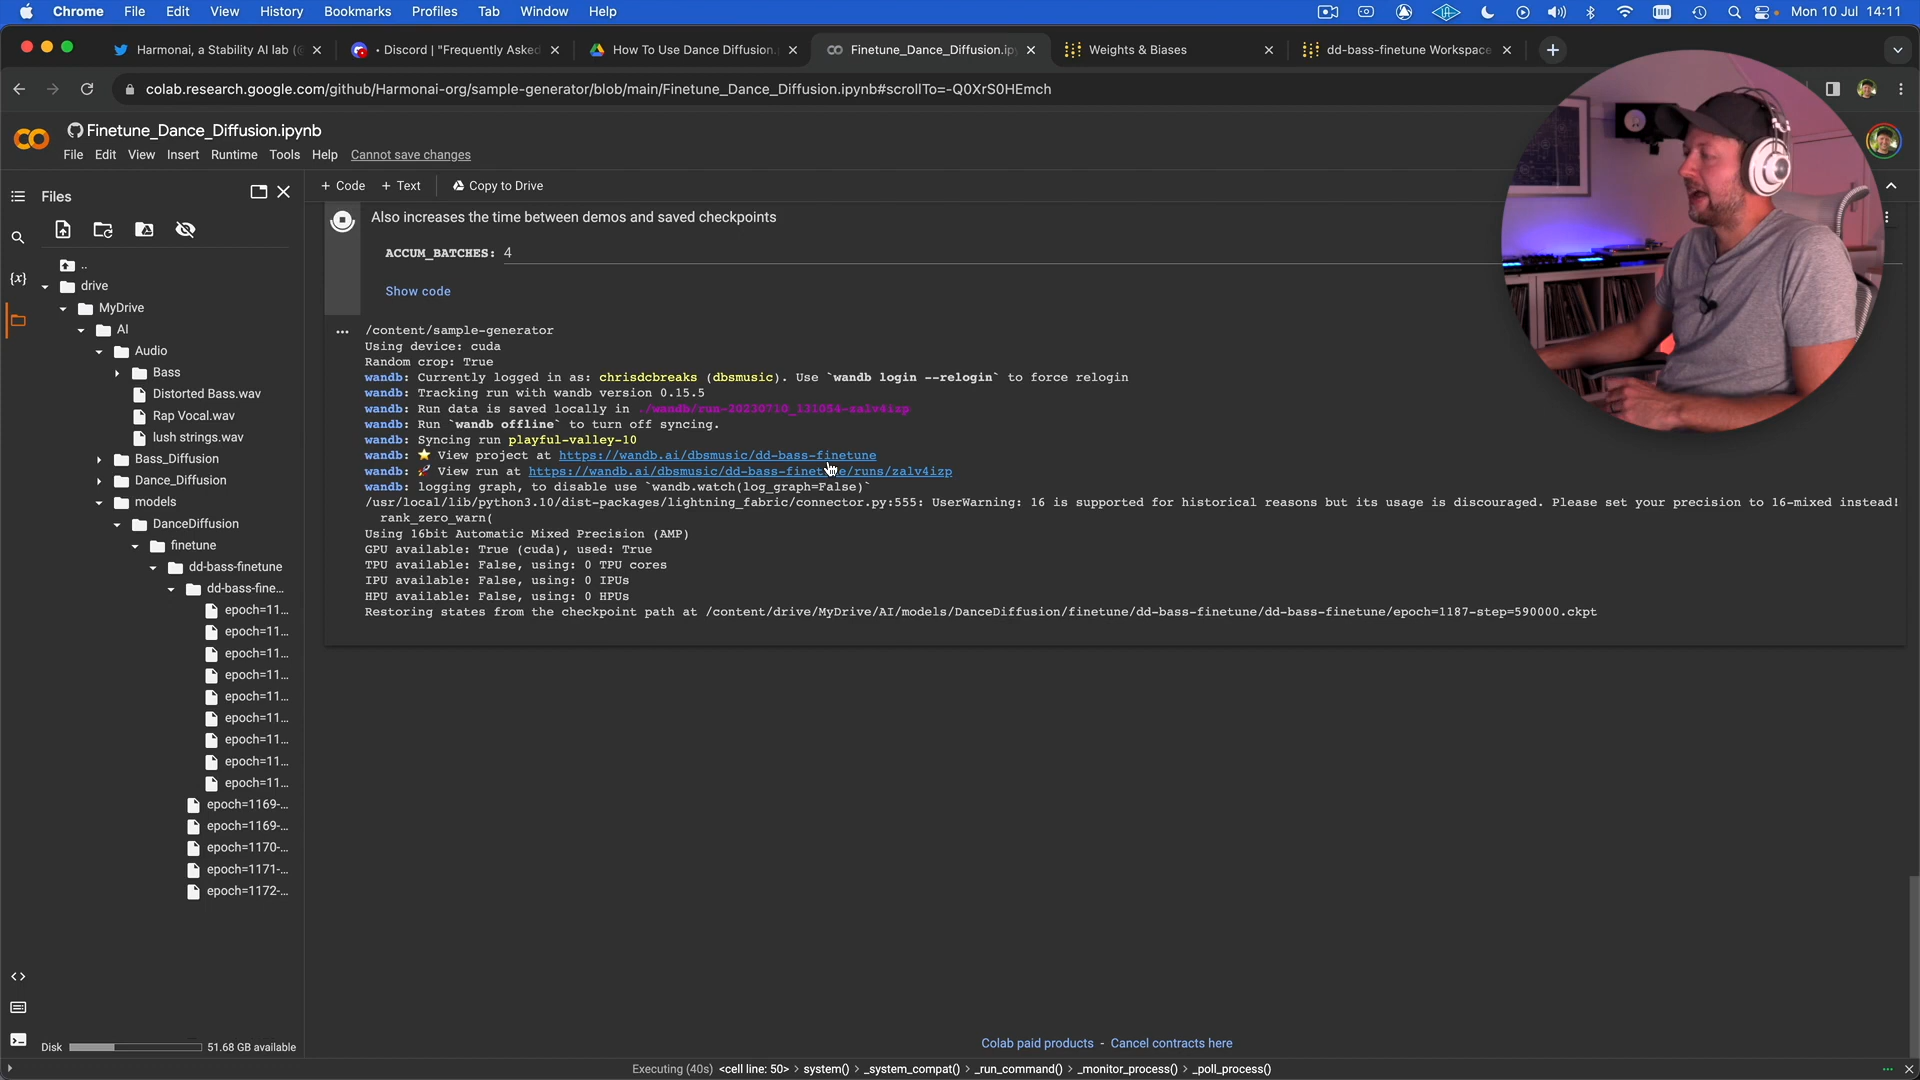 Chrome File Edit View History Bookmarks Profiles Tab Window Help Mon 10 Jul 14:11
Harmonai, a Stability AI lab (@ • Discord | "Frequently Asked How To Use Dance Diffusion. Finetune_Dance_Diffusion.ip Weights & Biases dd-bass-finetune Workspace
colab.research.google.com/github/Harmonai-org/sample-generator/blob/main/Finetune_Dance_Diffusion.ipynb#scrollTo=-Q0XrS0HEmch
Finetune_Dance_Diffusion.ipynb
File Edit View Insert Runtime Tools Help Cannot save changes
Files
+ Code + Text Copy to Drive
Also increases the time between demos and saved checkpoints
ACCUM_BATCHES: 4
Show code
..
drive
MyDrive
AI
Audio
Bass
Distorted Bass.wav
Rap Vocal.wav
lush strings.wav
Bass_Diffusion
Dance_Diffusion
models
DanceDiffusion
finetune
dd-bass-finetune
dd-bass-fine...
epoch=11...
epoch=11...
epoch=11...
epoch=11...
epoch=11...
epoch=11...
epoch=11...
epoch=11...
epoch=11...
epoch=1169-...
epoch=1169-...
epoch=1170-...
epoch=1171-...
epoch=1172-...
/content/sample-generator
Using device: cuda
Random crop: True
wandb: Currently logged in as: chrisdcbreaks (dbsmusic). Use `wandb login --relogin` to force relogin
wandb: Tracking run with wandb version 0.15.5
wandb: Run data is saved locally in ./wandb/run-20230710_131054-zalv4izp
wandb: Run `wandb offline` to turn off syncing.
wandb: Syncing run playful-valley-10
wandb: ⭐ View project at https://wandb.ai/dbsmusic/dd-bass-finetune
wandb: 🚀 View run at https://wandb.ai/dbsmusic/dd-bass-finetune/runs/zalv4izp
wandb: logging graph, to disable use `wandb.watch(log_graph=False)`
/usr/local/lib/python3.10/dist-packages/lightning_fabric/connector.py:555: UserWarning: 16 is supported for historical reasons but its usage is discouraged. Please set your precision to 16-mixed instead!
rank_zero_warn(
Using 16bit Automatic Mixed Precision (AMP)
GPU available: True (cuda), used: True
TPU available: False, using: 0 TPU cores
IPU available: False, using: 0 IPUs
HPU available: False, using: 0 HPUs
Restoring states from the checkpoint path at /content/drive/MyDrive/AI/models/DanceDiffusion/finetune/dd-bass-finetune/dd-bass-finetune/epoch=1187-step=590000.ckpt
Colab paid products - Cancel contracts here
Disk 51.68 GB available
Executing (40s) <cell line: 50> > system() > _system_compat() > _run_command() > _monitor_process() > _poll_process()